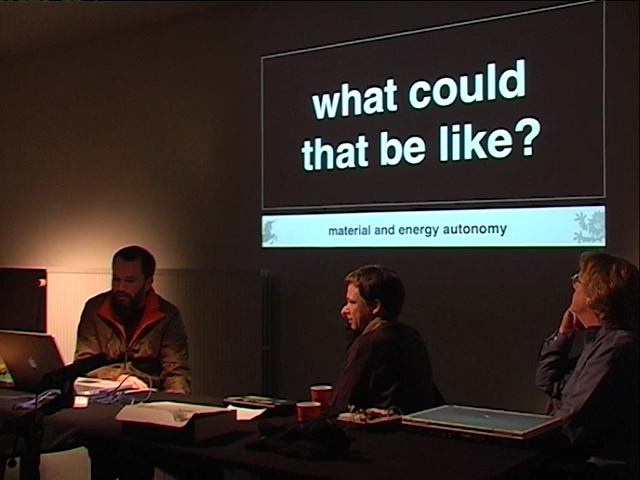 what could
that be like?
material and energy autonomy